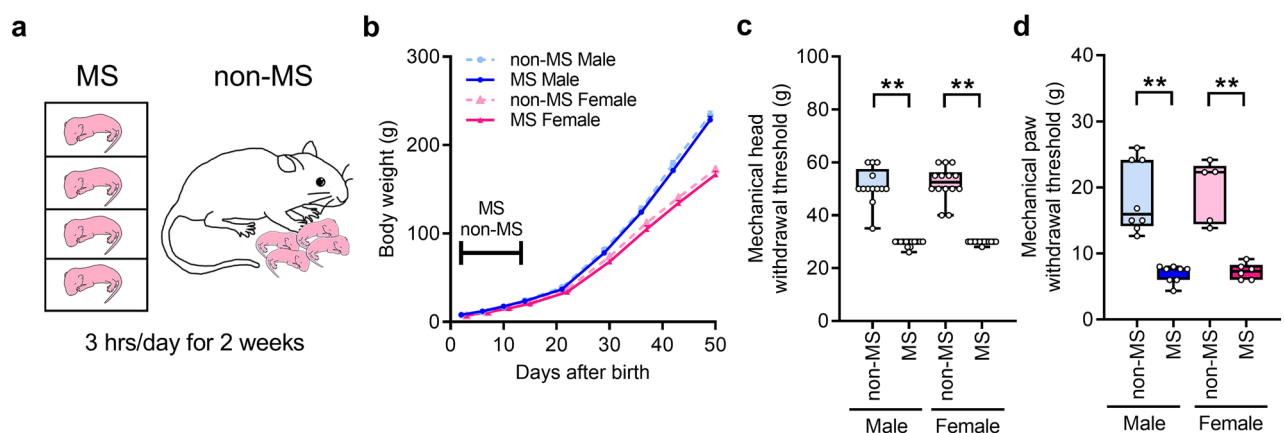 a
MS
non-MS
3 hrs/day for 2 weeks
b
non-MS Male
MS Male
non-MS Female
MS Female
MS
non-MS
Body weight (g)
300
200
100
0
0
10
20
30
40
50
Days after birth
c
Mechanical head
withdrawal threshold (g)
100
80
60
40
20
0
**
**
non-MS
MS
non-MS
MS
Male
Female
d
Mechanical paw
withdrawal threshold (g)
40
30
20
10
0
**
**
non-MS
MS
non-MS
MS
Male
Female